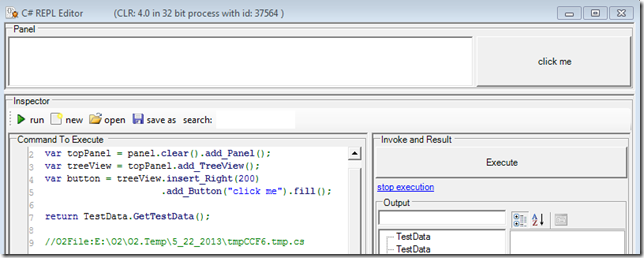 C# REPL Editor (CLR: 4.0 in 32 bit process with id: 37564 )
Panel
click me
Inspector
run new open save as search:
Command To Execute
2 var topPanel = panel.clear().add_Panel();
3 var treeView = topPanel.add_TreeView();
4 var button = treeView.insert_Right(200)
5 .add_Button("click me").fill();
6
7 return TestData.GetTestData();
8
9 //O2File:E:\O2\O2.Temp\5_22_2013\tmpCCF6.tmp.cs
Invoke and Result
Execute
stop execution
Output
TestData
TestData